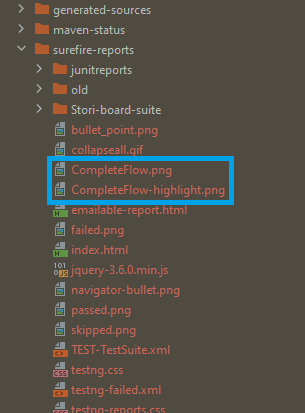 generated-sources
maven-status
surefire-reports
junitreports
old
Stori-board-suite
bullet_point.png
collapseall.gif
CompleteFlow.png
CompleteFlow-highlight.png
emailable-report.html
failed.png
index.html
jquery-3.6.0.min.js
navigator-bullet.png
passed.png
skipped.png
TEST-TestSuite.xml
testng.css
testng-failed.xml
testng-reports.css